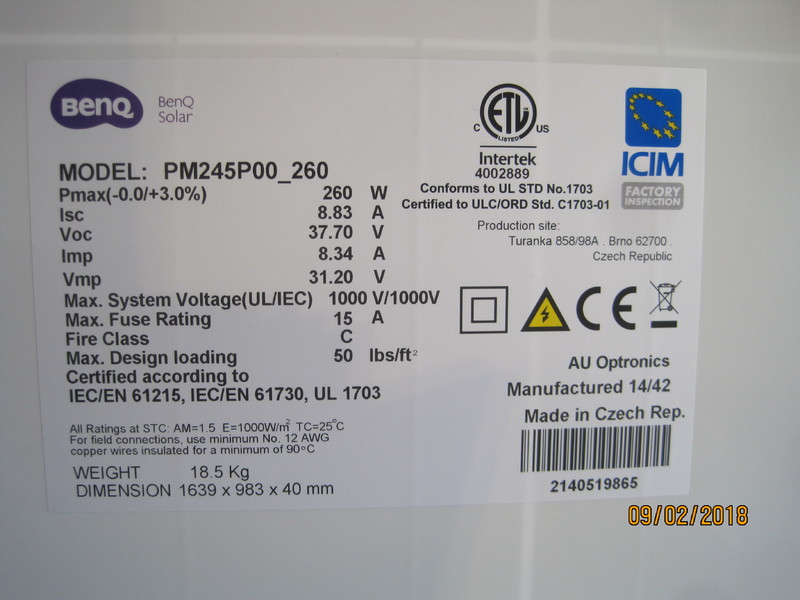 BenQ
BenQ
Solar
MODEL: PM245P00_260
Pmax(-0.0/+3.0%) 260 W
Isc 8.83 A
Voc 37.70 V
Imp 8.34 A
Vmp 31.20 V
Max. System Voltage(UL/IEC) 1000 V/1000V
Max. Fuse Rating 15 A
Fire Class C
Max. Design loading 50 lbs/ft²
Certified according to
IEC/EN 61215, IEC/EN 61730, UL 1703
All Ratings at STC: AM=1.5 E=1000W/m² TC=25°C
For field connections, use minimum No. 12 AWG
copper wires insulated for a minimum of 90°C
WEIGHT 18.5 Kg
DIMENSION 1639 x 983 x 40 mm
ETL
LISTED
C US
Intertek
4002889
Conforms to UL STD No.1703
Certified to ULC/ORD Std. C1703-01
ICIM
FACTORY
INSPECTION
Production site:
Turanka 858/98A . Brno 62700 .
Czech Republic
CE
AU Optronics
Manufactured 14/42
Made in Czech Rep.
2140519865
09/02/2018